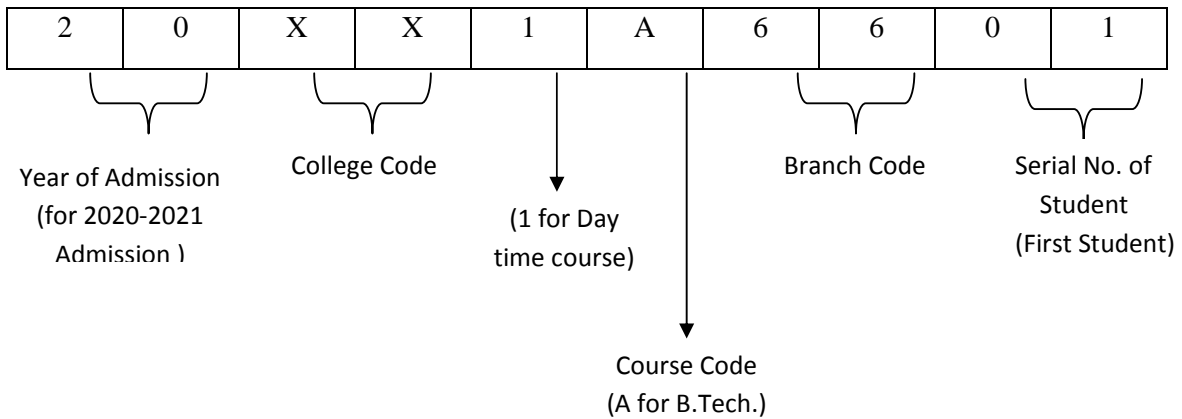 2 0 X X 1 A 6 6 0 1
Year of Admission
(for 2020-2021
Admission )
College Code
(1 for Day
time course)
Course Code
(A for B.Tech.)
Branch Code
Serial No. of
Student
(First Student)